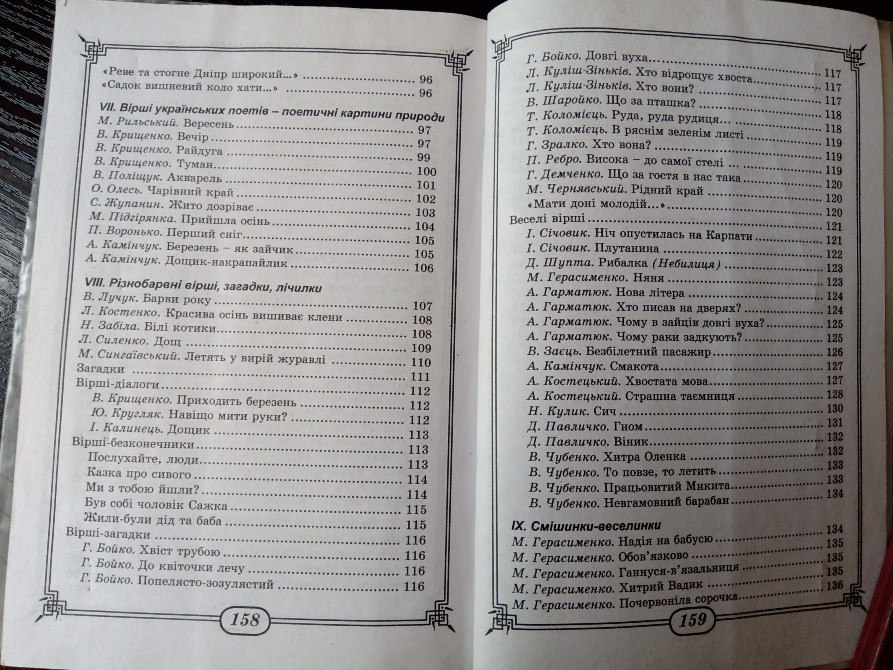 «Реве та стогне Дніпр широкий...» 96
«Садок вишневий коло хати...» 96
VII. Вірші українських поетів – поетичні картини природи
М. Рильський. Вересень 97
В. Крищенко. Вечір 97
В. Крищенко. Райдуга 99
В. Крищенко. Туман 100
В. Поліщук. Акварель 101
О. Олесь. Чарівний край 102
С. Жупанин. Жито дозріває 103
М. Підгірянка. Прийшла осінь 104
П. Воронько. Перший сніг 105
А. Камінчук. Березень – як зайчик 105
А. Камінчук. Дощик-накрапайлик 106
VIII. Різнобарвні вірші, загадки, лічилки
В. Лучук. Барви року 107
Л. Костенко. Красива осінь вишиває клени 108
Н. Забіла. Білі котики 108
Л. Силенко. Дощ 109
М. Сингаївський. Летять у вирій журавлі 110
Загадки 111
Вірші-діалоги 112
В. Крищенко. Приходить березень 112
Ю. Кругляк. Навіщо мити руки? 112
І. Калинець. Дощик 113
Вірші-безконечники 113
Послухайте, люди 113
Казка про сивого 114
Ми з тобою йшли? 114
Був собі чоловік Сажка 115
Жили-були дід та баба 115
Вірші-загадки 116
Г. Бойко. Хвіст трубою 116
Г. Бойко. До квіточки лечу 116
Г. Бойко. Попелясто-зозулястий 116
158
Г. Бойко. Довгі вуха 117
Л. Куліш-Зіньків. Хто відрощує хвоста 117
Л. Куліш-Зіньків. Хто вони? 117
В. Шаройко. Що за пташка? 118
Т. Коломієць. Руда, руда рудиця... 118
Т. Коломієць. В ряснім зеленім листі 119
Г. Зралко. Хто вона? 119
П. Ребро. Висока – до самої стелі 119
Г. Демченко. Що за гостя в нас така 120
М. Чернявський. Рідний край 120
«Мати доні молодій...» 120
Веселі вірші 121
І. Січовик. Ніч опустилась на Карпати 121
І. Січовик. Плутанина 122
Д. Шупта. Рибалка (Небилиця) 123
М. Герасименко. Няня 123
А. Гарматюк. Нова літера 124
А. Гарматюк. Хто писав на дверях? 124
А. Гарматюк. Чому в зайців довгі вуха? 125
А. Гарматюк. Чому раки задкують? 125
В. Заєць. Безбілетний пасажир 126
А. Камінчук. Смакота 127
А. Костецький. Хвостата мова 127
А. Костецький. Страшна таємниця 128
Н. Кулик. Сич 130
Д. Павличко. Гном 131
Д. Павличко. Віник 132
В. Чубенко. Хитра Оленка 132
В. Чубенко. То повзе, то летить 133
В. Чубенко. Працьовитий Микита 133
В. Чубенко. Невгамовний барабан 134
IX. Смішинки-веселинки
М. Герасименко. Надія на бабусю 134
М. Герасименко. Обов'язково 135
М. Герасименко. Ганнуся-в'язальниця 135
М. Герасименко. Хитрий Вадик 135
М. Герасименко. Почервоніла сорочка 136
159